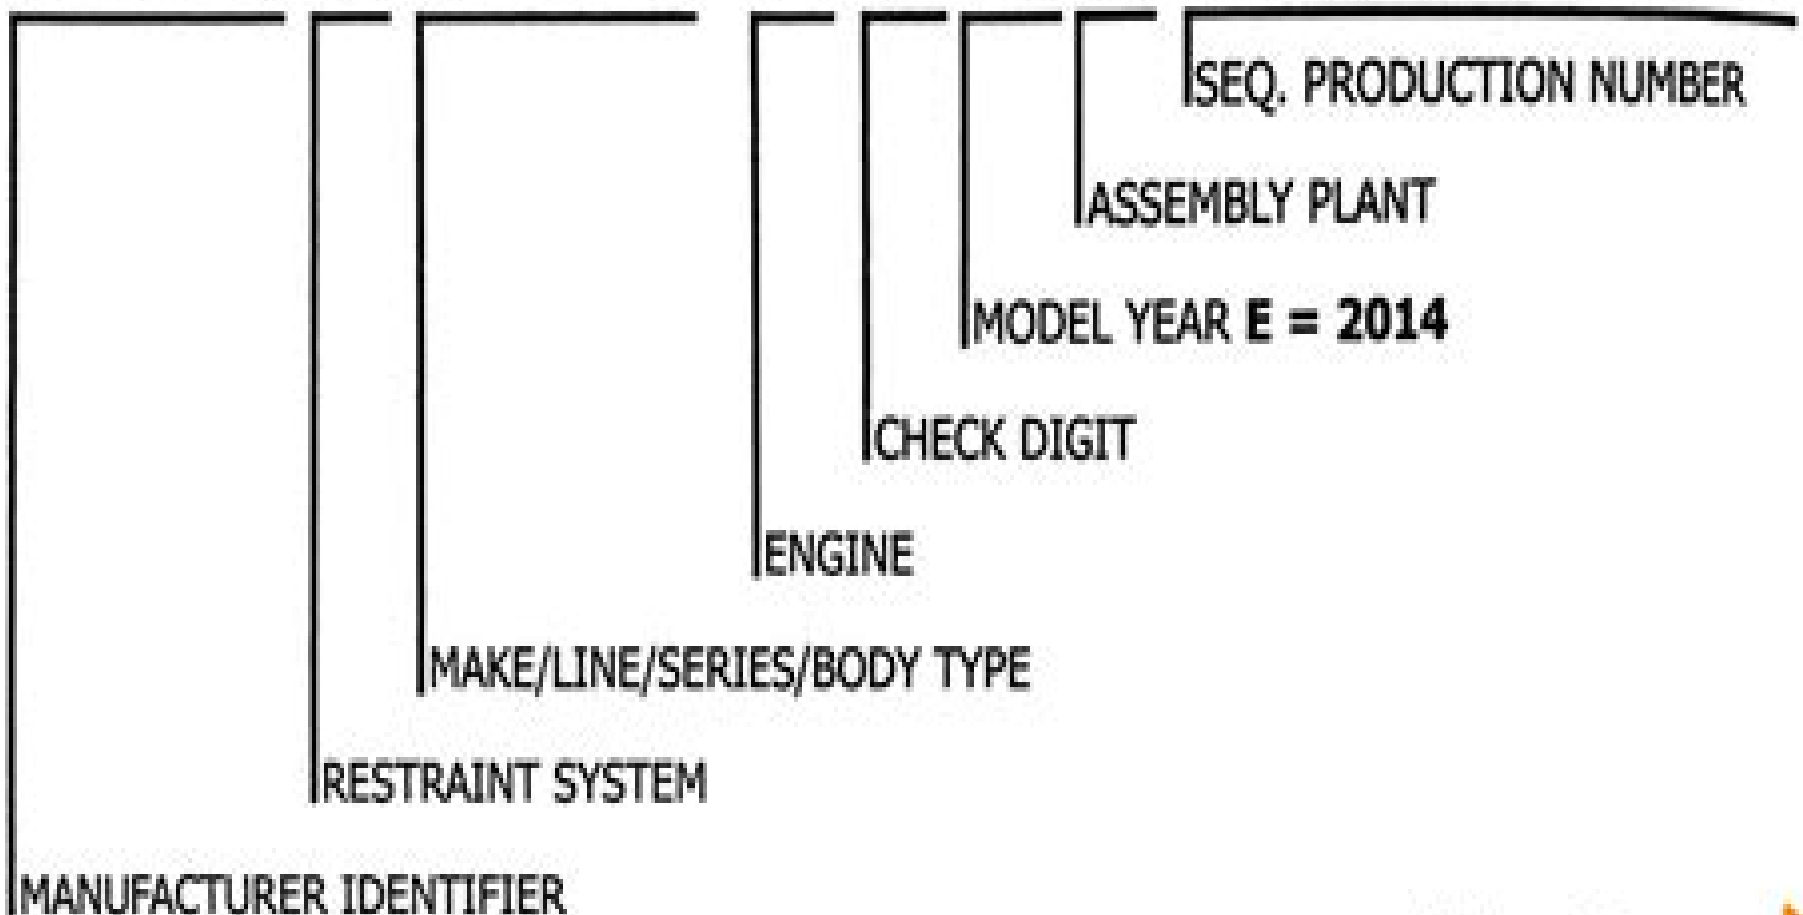 SEQ. PRODUCTION NUMBER
ASSEMBLY PLANT
MODEL YEAR E = 2014
CHECK DIGIT
ENGINE
MAKE/LINE/SERIES/BODY TYPE
RESTRAINT SYSTEM
MANUFACTURER IDENTIFIER